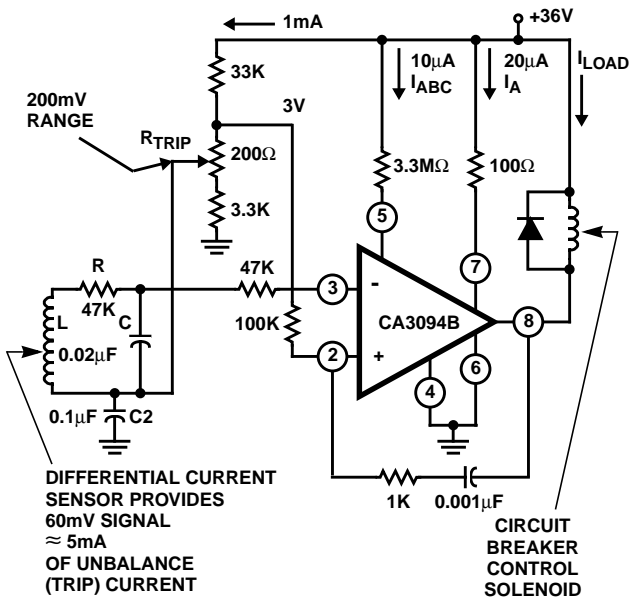 1mA
+36V
33K
10µA
I_ABC
20µA
I_A
I_LOAD
200mV
RANGE
3V
R_TRIP
200Ω
3.3MΩ
100Ω
3.3K
5
7
R
47K
47K
3
-
CA3094B
8
L
C
0.02µF
100K
2
+
4
6
0.1µF
C2
1K
0.001µF
DIFFERENTIAL CURRENT
SENSOR PROVIDES
60mV SIGNAL
≈ 5mA
OF UNBALANCE
(TRIP) CURRENT
CIRCUIT
BREAKER
CONTROL
SOLENOID